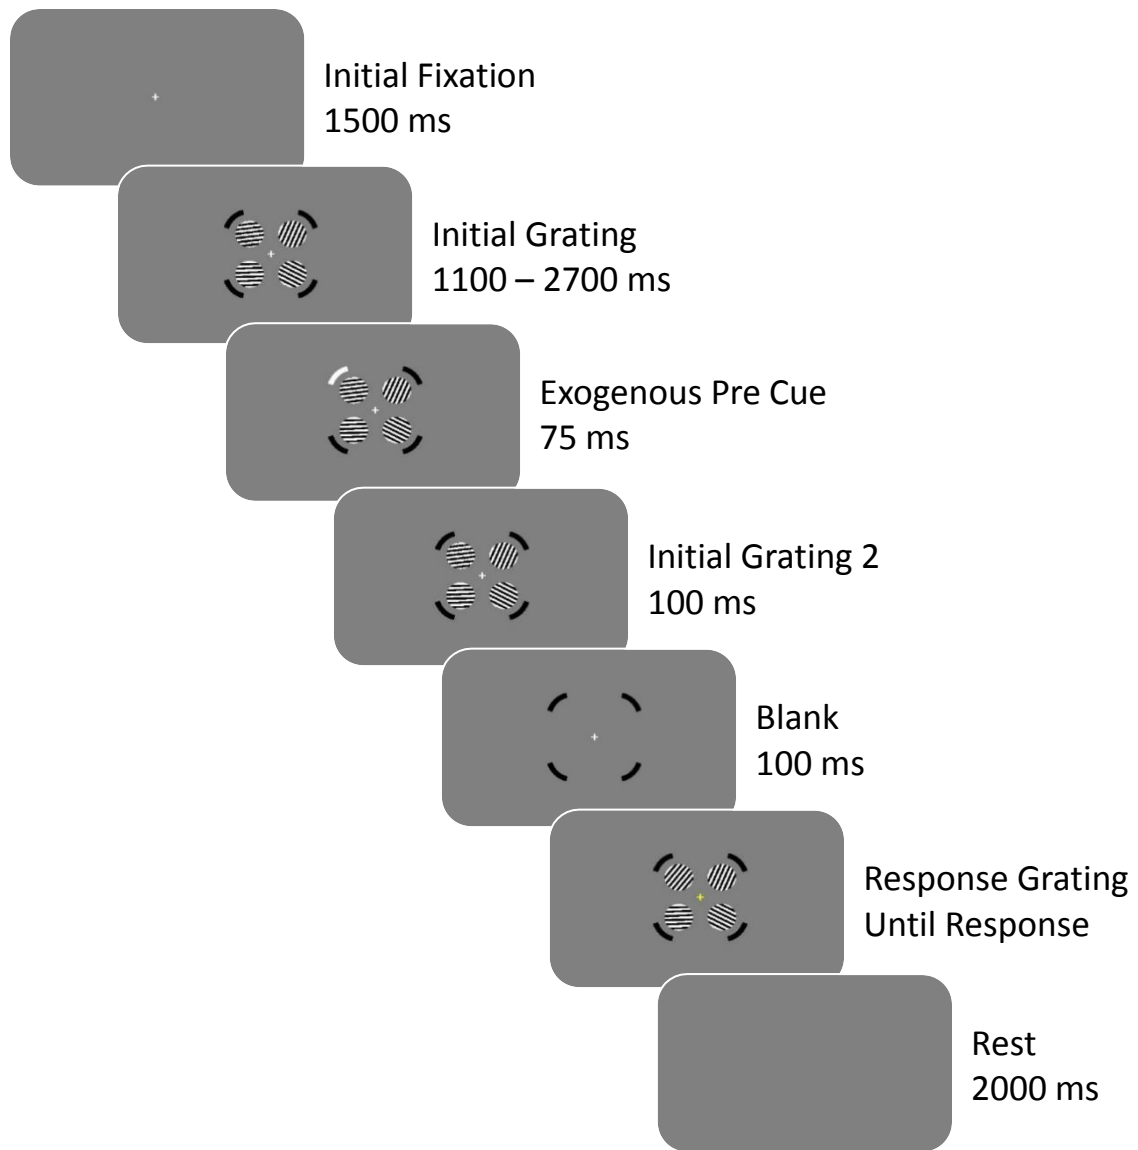 Initial Fixation
1500 ms
Initial Grating
1100 – 2700 ms
Exogenous Pre Cue
75 ms
Initial Grating 2
100 ms
Blank
100 ms
Response Grating
Until Response
Rest
2000 ms